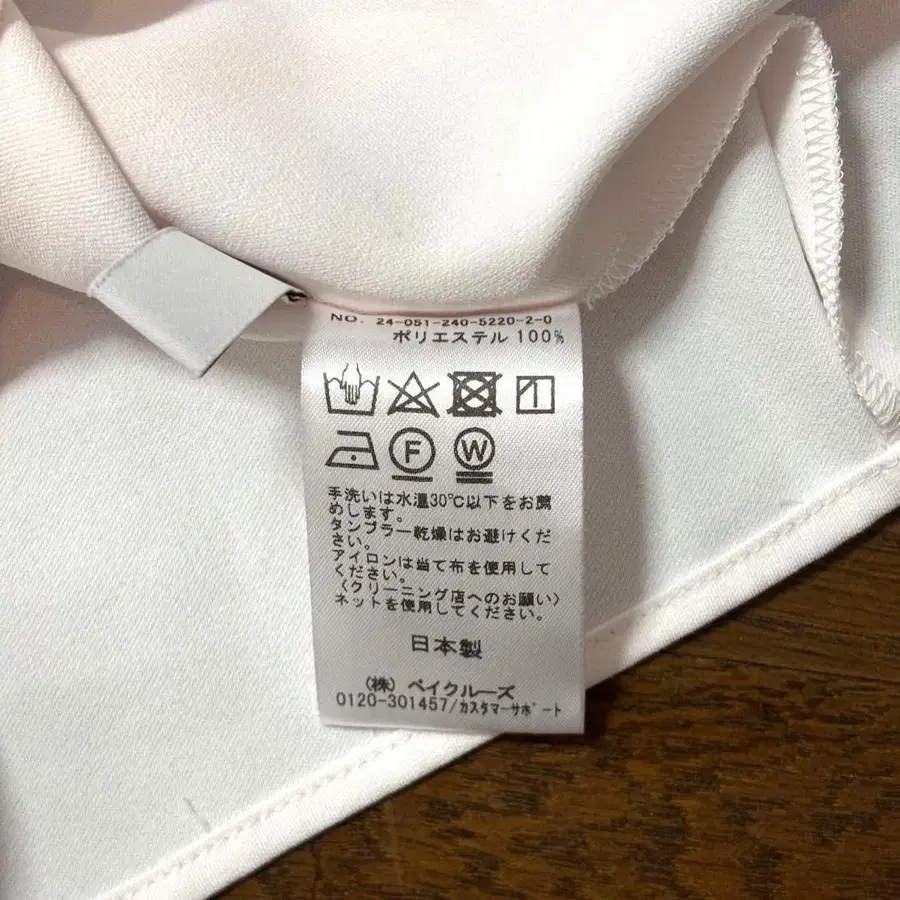 NO. 24-051-240-5220-2-0
ポリエステル 100%
F W
手洗いは水温30℃以下をお薦
めします。
タンブラー乾燥はお避けくだ
さい。
アイロンは当て布を使用して
ください。
〈クリーニング店へのお願い〉
ネットを使用してください。
日本製
(株) ベイクルーズ
0120-301457/カスタマーサポート